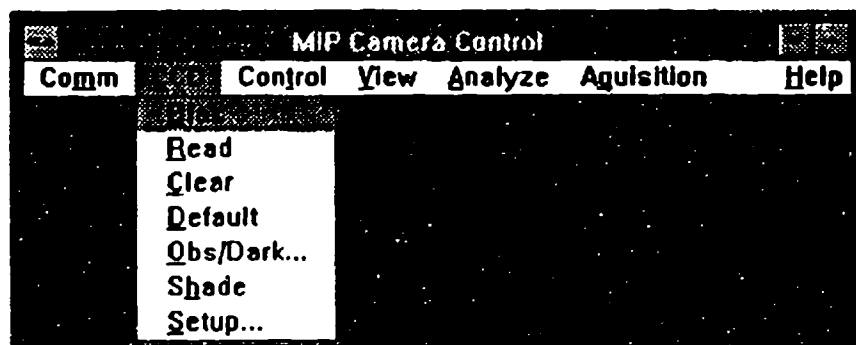 MIP Camera Control
Comm Control View Analyze Aquisition Help
Read
Clear
Default
Obs/Dark...
Shade
Setup...